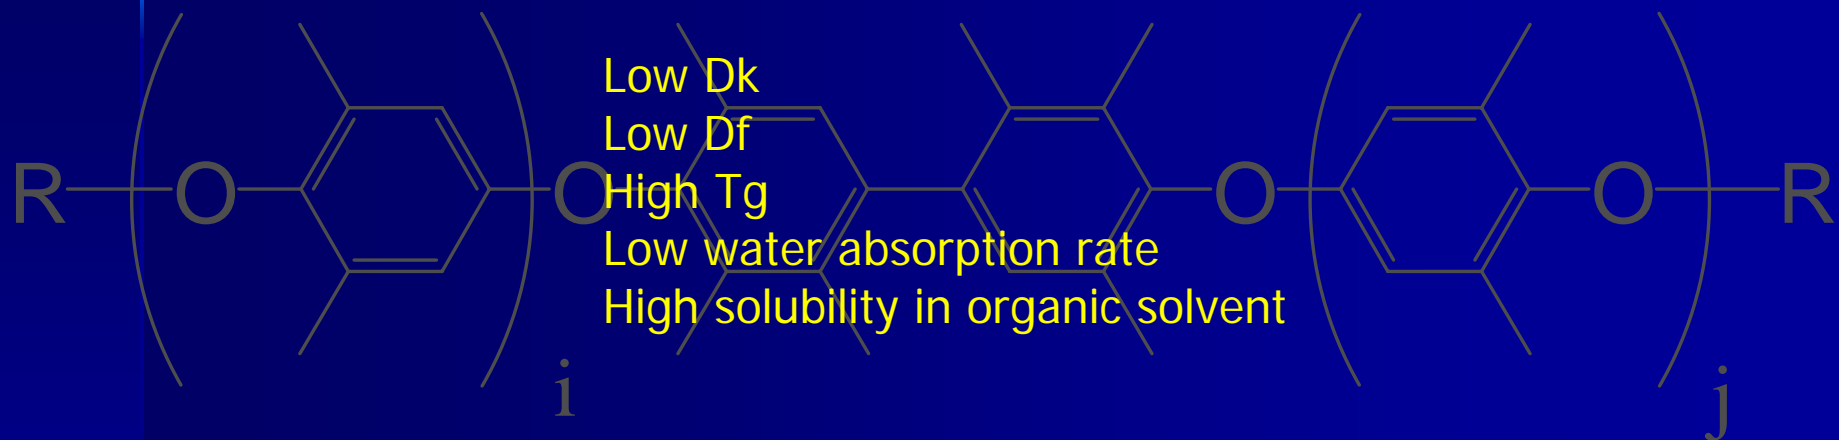 Low Dk
Low Df
High Tg
Low water absorption rate
High solubility in organic solvent
R O O O O R
i j